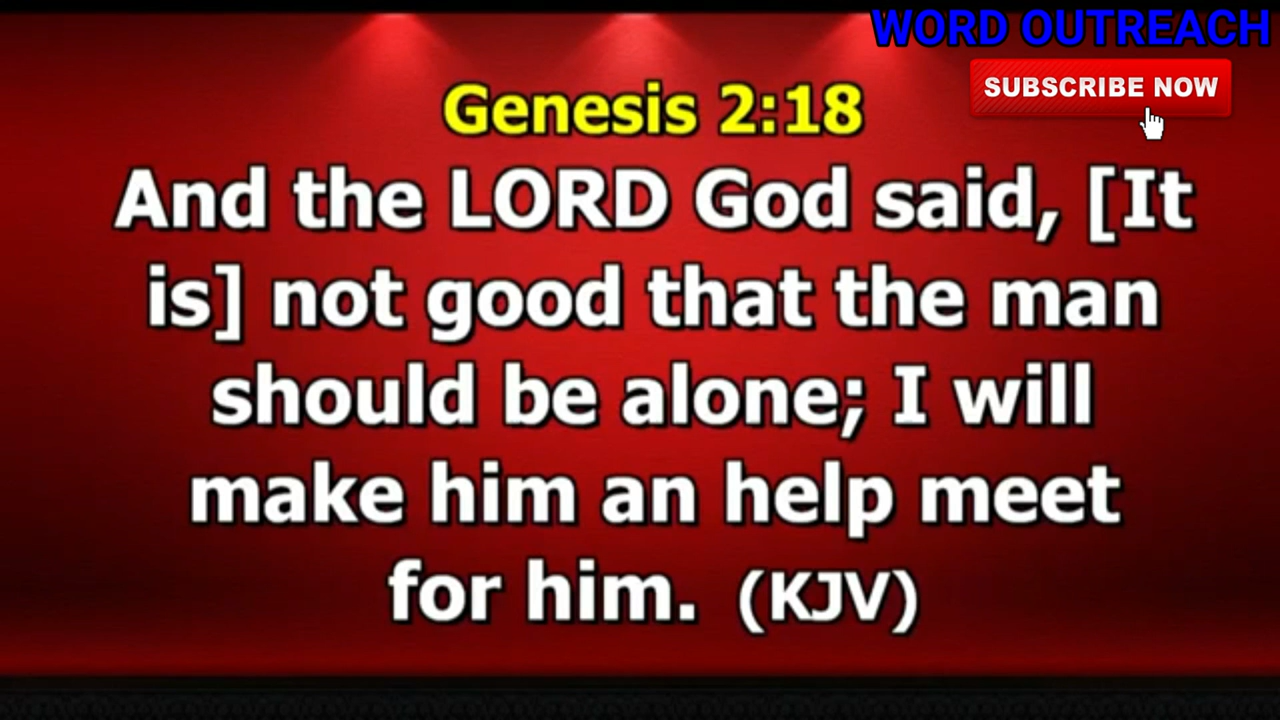 WORD OUTREACH
SUBSCRIBE NOW
Genesis 2:18
And the LORD God said, [It
is] not good that the man
should be alone; I will
make him an help meet
for him. (KJV)